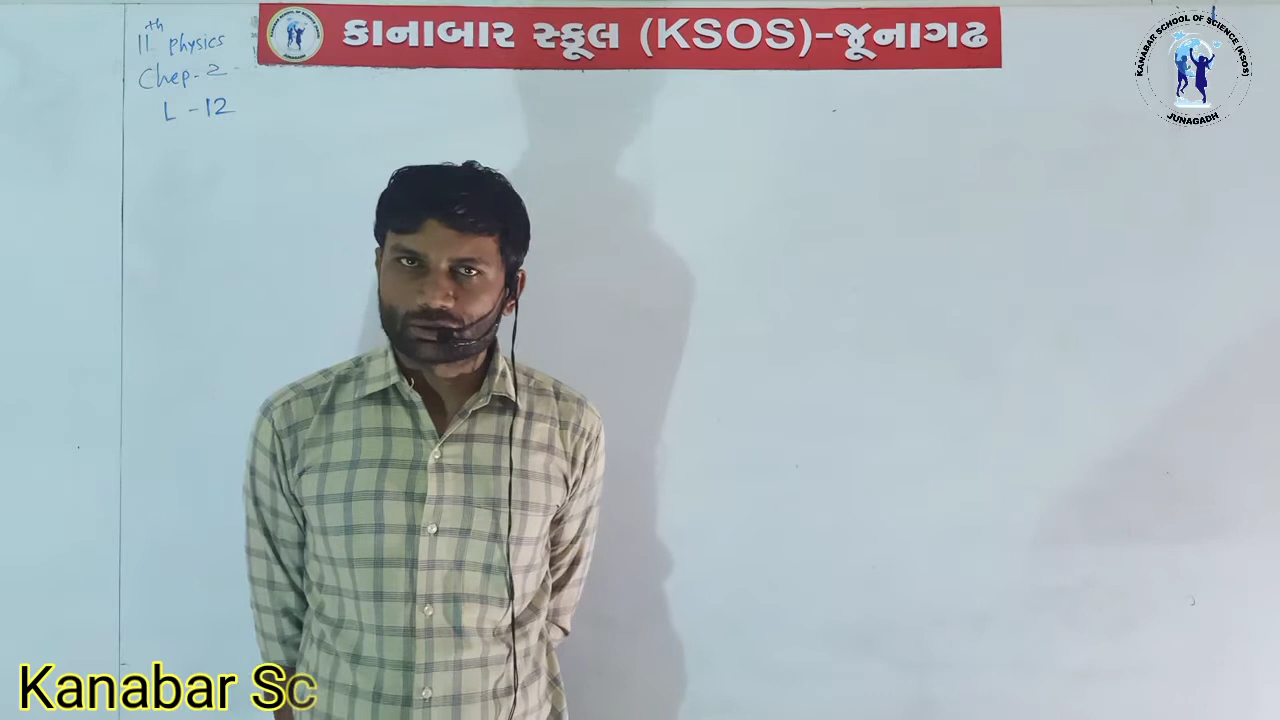 11th physics
Chep-2
L-12
કાનાબાર સ્કૂલ (KSOS)-જૂનાગઢ
KANABAR SCHOOL OF SCIENCE (KSOS)
JUNAGADH
Kanabar Sc